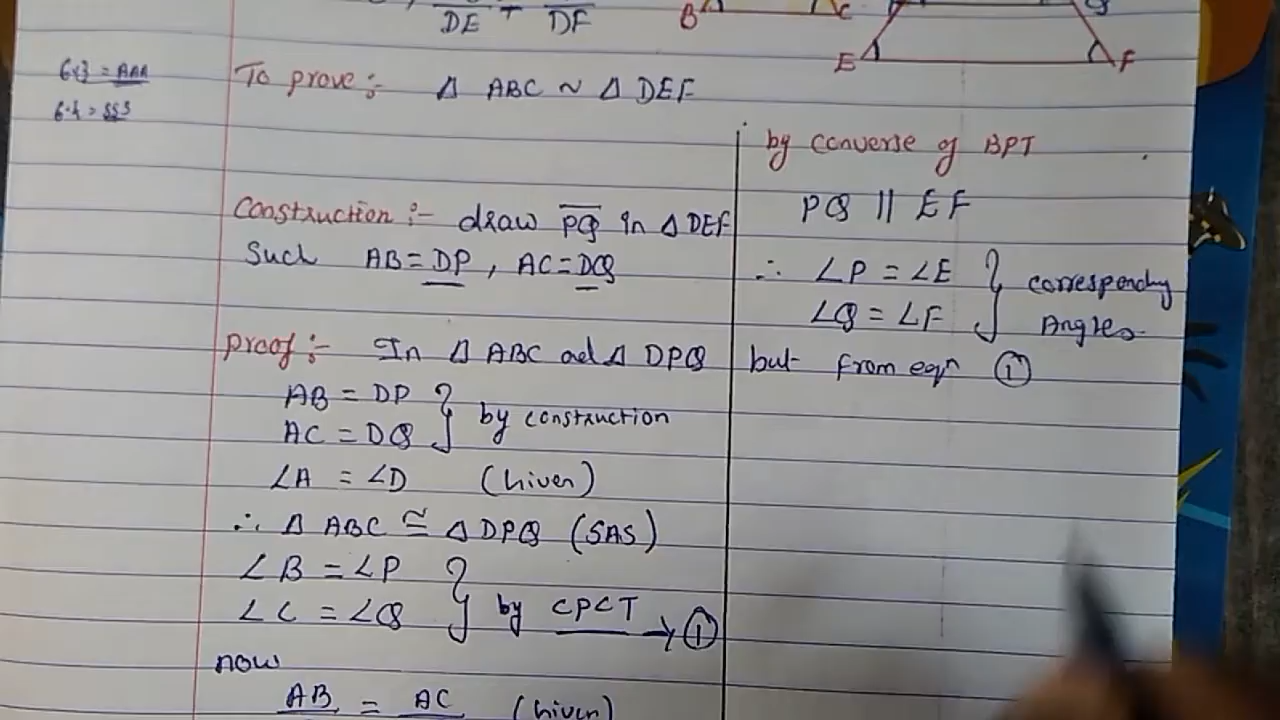 DE + DF
B C
Q
E F
6.3 = AAA
6.4 = SSS
To prove :- Δ ABC ~ Δ DEF
Construction :- draw PQ in Δ DEF
Such AB = DP, AC = DQ
Proof :- In Δ ABC and Δ DPQ
AB = DP } by construction
AC = DQ
∠A = ∠D (Given)
∴ Δ ABC ≅ Δ DPQ (SAS)
∠B = ∠P
∠C = ∠Q } by CPCT → ①
now
AB = AC (Given)
by converse of BPT
PQ || EF
∴ ∠P = ∠E } corresponding
∠Q = ∠F Angles
but from eqn ①